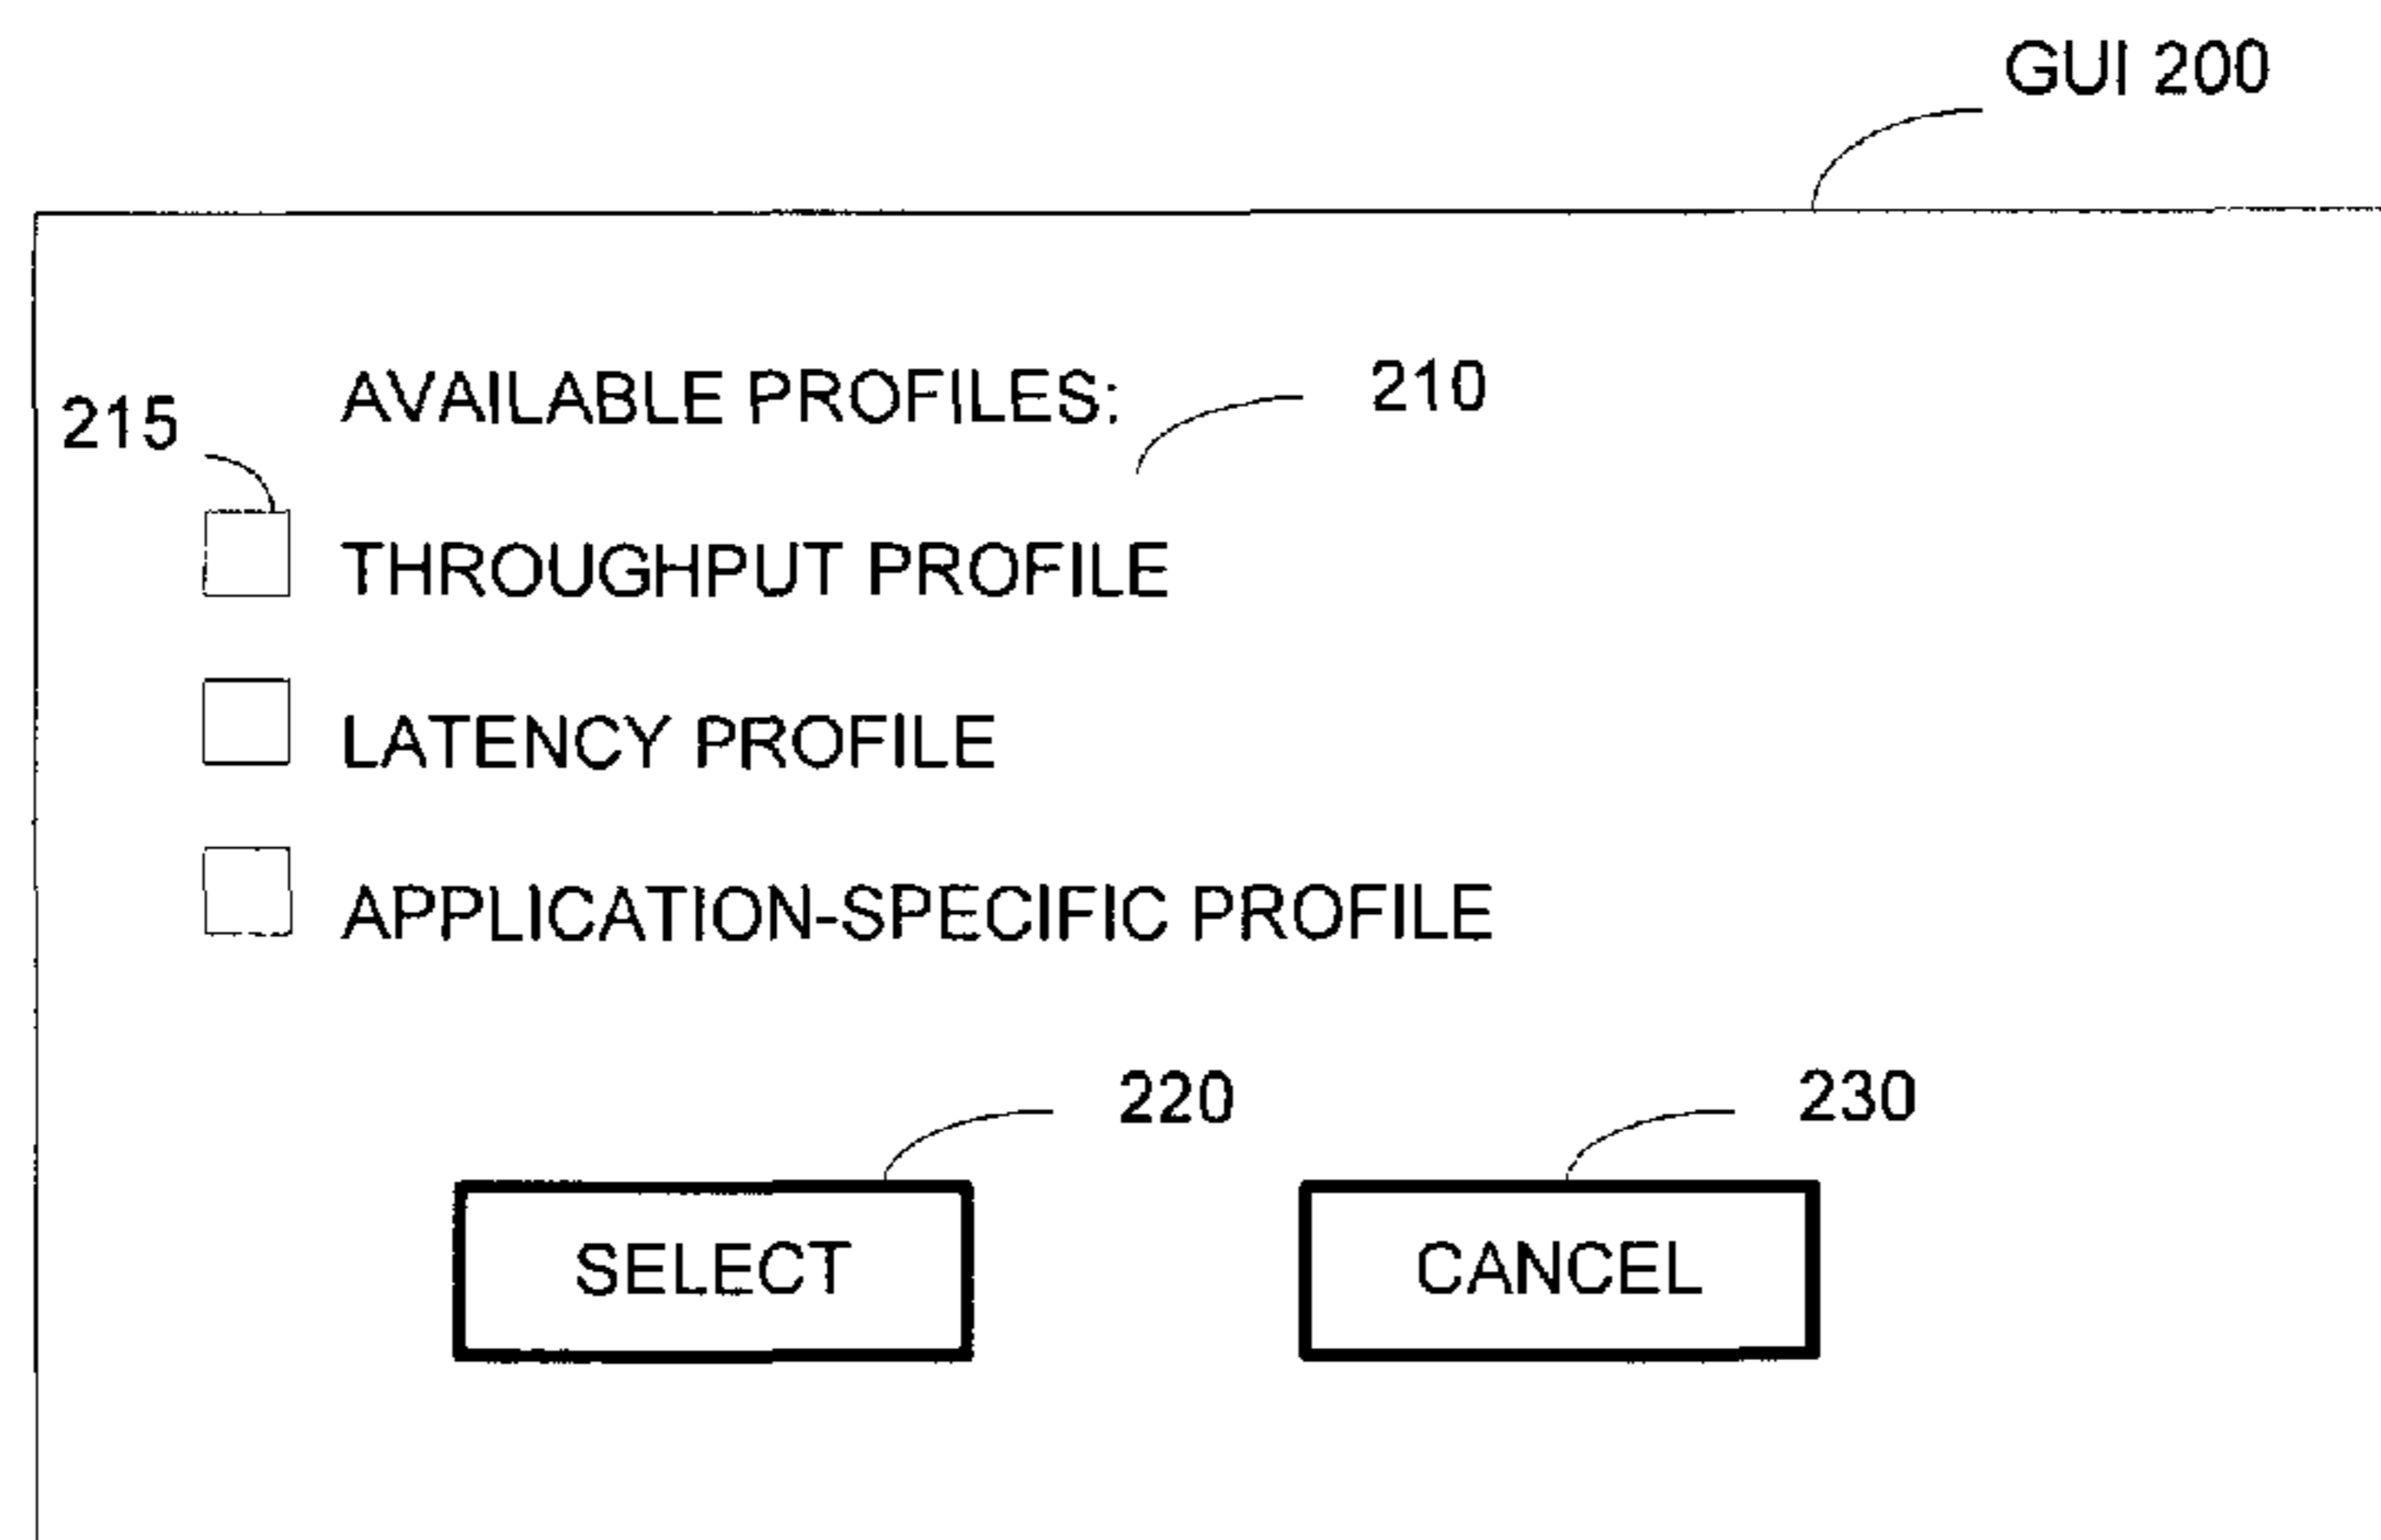 GUI 200
AVAILABLE PROFILES:
210
215
THROUGHPUT PROFILE
LATENCY PROFILE
APPLICATION-SPECIFIC PROFILE
220
230
SELECT
CANCEL